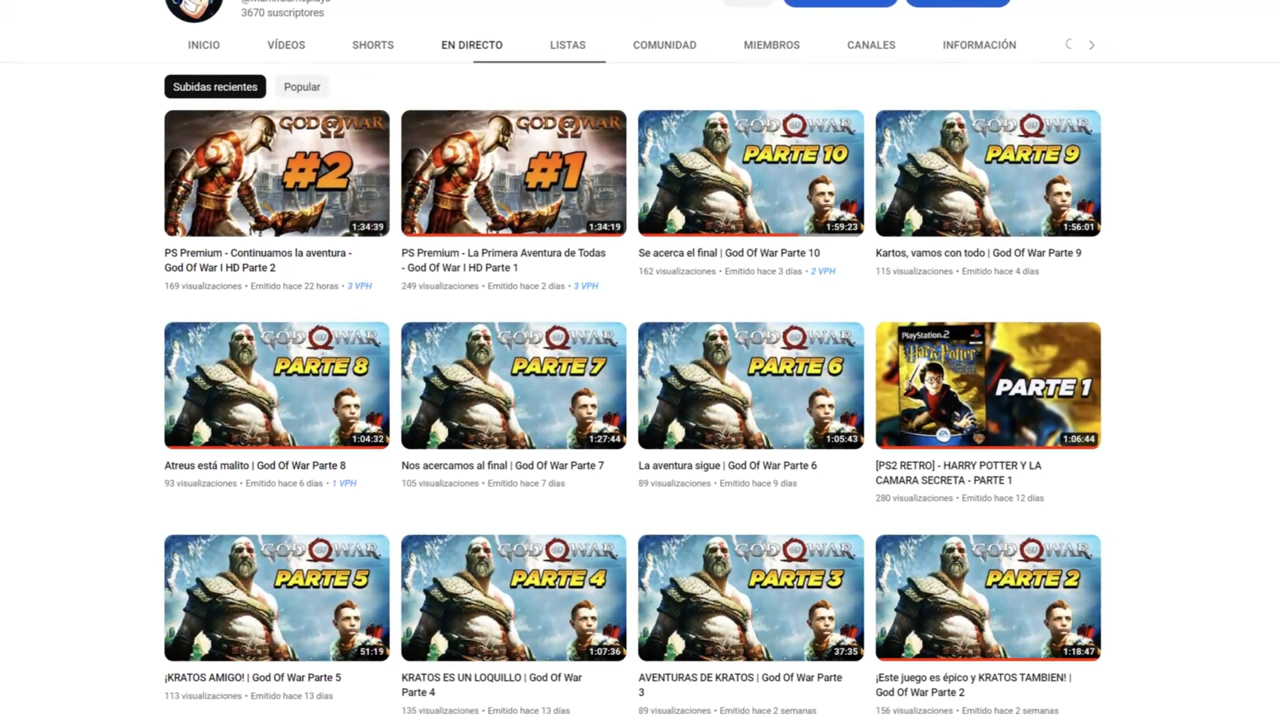 3670 suscriptores
INICIO VÍDEOS SHORTS EN DIRECTO LISTAS COMUNIDAD MIEMBROS CANALES INFORMACIÓN
Subidas recientes Popular
GOD OF WAR #2 1:34:39
GOD OF WAR #1 1:34:19
GOD OF WAR PARTE 10 1:59:23
GOD OF WAR PARTE 9 1:56:01
PS Premium - Continuamos la aventura -
God Of War I HD Parte 2
169 visualizaciones • Emitido hace 22 horas • 3 VPH
PS Premium - La Primera Aventura de Todas
- God Of War I HD Parte 1
249 visualizaciones • Emitido hace 2 días • 3 VPH
Se acerca el final | God Of War Parte 10
162 visualizaciones • Emitido hace 3 días • 2 VPH
Kartos, vamos con todo | God Of War Parte 9
115 visualizaciones • Emitido hace 4 días
GOD OF WAR PARTE 8 1:04:32
GOD OF WAR PARTE 7 1:27:44
GOD OF WAR PARTE 6 1:05:43
PlayStation 2 Harry Potter PARTE 1 1:06:44
Atreus está malito | God Of War Parte 8
93 visualizaciones • Emitido hace 6 días • 1 VPH
Nos acercamos al final | God Of War Parte 7
105 visualizaciones • Emitido hace 7 días
La aventura sigue | God Of War Parte 6
89 visualizaciones • Emitido hace 9 días
[PS2 RETRO] - HARRY POTTER Y LA
CAMARA SECRETA - PARTE 1
280 visualizaciones • Emitido hace 12 días
GOD OF WAR PARTE 5 51:19
GOD OF WAR PARTE 4 1:07:36
GOD OF WAR PARTE 3 37:35
GOD OF WAR PARTE 2 1:18:47
¡KRATOS AMIGO! | God Of War Parte 5
113 visualizaciones • Emitido hace 13 días
KRATOS ES UN LOQUILLO | God Of War
Parte 4
135 visualizaciones • Emitido hace 13 días
AVENTURAS DE KRATOS | God Of War Parte
3
89 visualizaciones • Emitido hace 2 semanas
¡Este juego es épico y KRATOS TAMBIEN! |
God Of War Parte 2
156 visualizaciones • Emitido hace 2 semanas